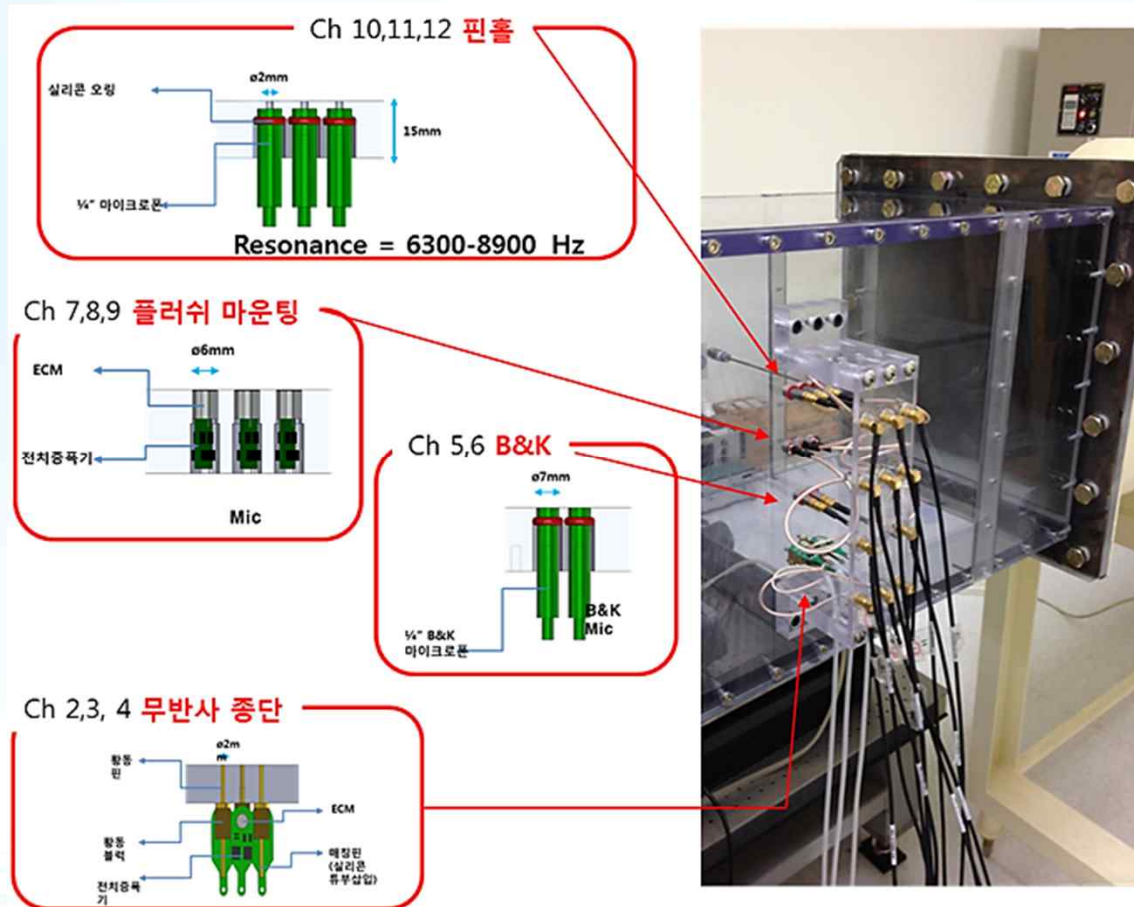 Ch 10,11,12 핀홀
ø2mm
실리콘 오링
15mm
¼" 마이크로폰
Resonance = 6300-8900 Hz
Ch 7,8,9 플러쉬 마운팅
ø6mm
ECM
전치증폭기
Mic
Ch 5,6 B&K
ø7mm
B&K
Mic
¼" B&K
마이크로폰
Ch 2,3, 4 무반사 종단
ø2m
m
황동
핀
ECM
황동
블럭
매칭핀
(실리콘
튜부삽입)
전치증폭
기